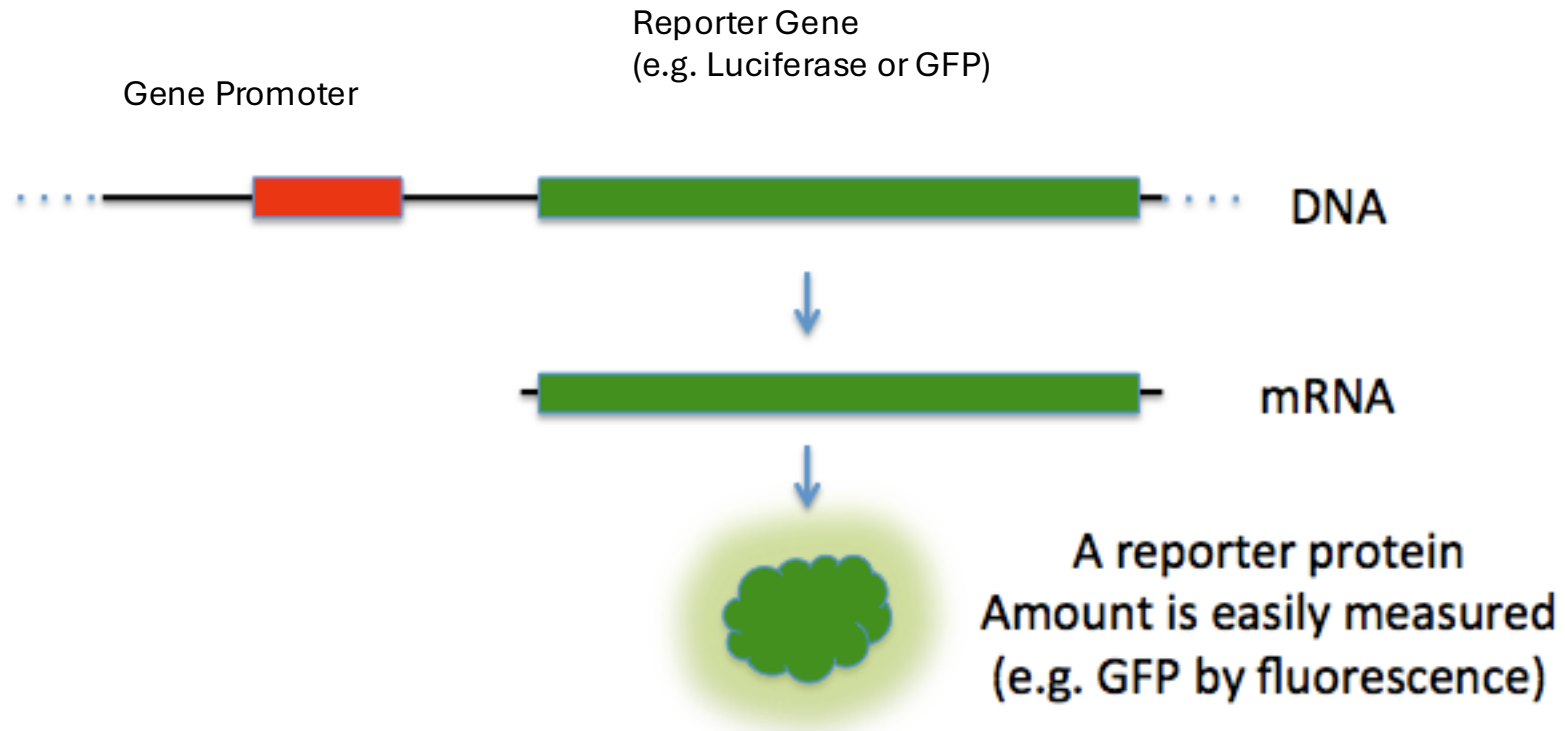 Reporter Gene
(e.g. Luciferase or GFP)
Gene Promoter
DNA
mRNA
A reporter protein
Amount is easily measured
(e.g. GFP by fluorescence)